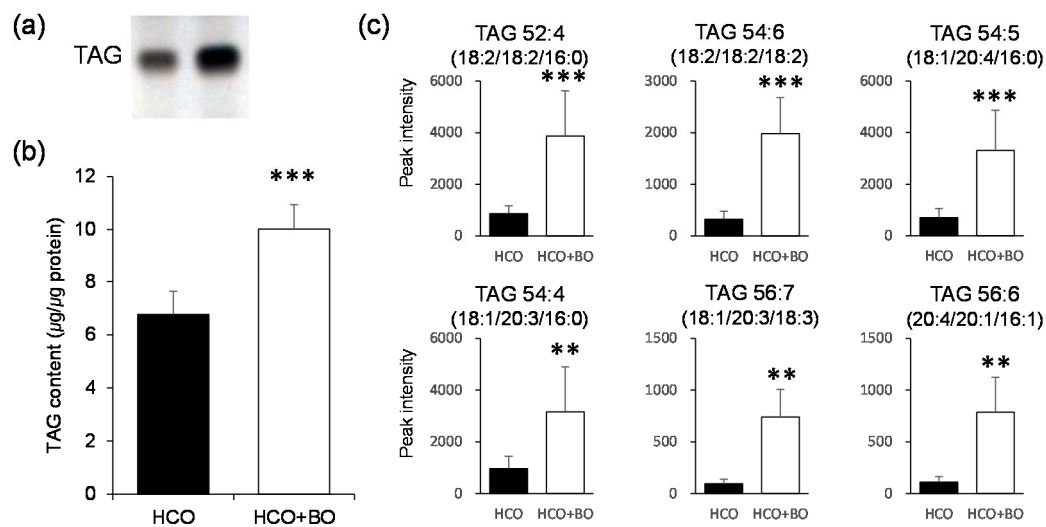 (a)
TAG
(b)
TAG content (µg/µg protein)
12
10
8
6
4
2
0
***
HCO
HCO+BO
(c)
TAG 52:4
(18:2/18:2/16:0)
Peak intensity
6000
4000
2000
0
***
HCO HCO+BO
TAG 54:6
(18:2/18:2/18:2)
3000
2000
1000
0
***
HCO HCO+BO
TAG 54:5
(18:1/20:4/16:0)
6000
4000
2000
0
***
HCO HCO+BO
TAG 54:4
(18:1/20:3/16:0)
Peak intensity
6000
4000
2000
0
**
HCO HCO+BO
TAG 56:7
(18:1/20:3/18:3)
1500
1000
500
0
**
HCO HCO+BO
TAG 56:6
(20:4/20:1/16:1)
1500
1000
500
0
**
HCO HCO+BO